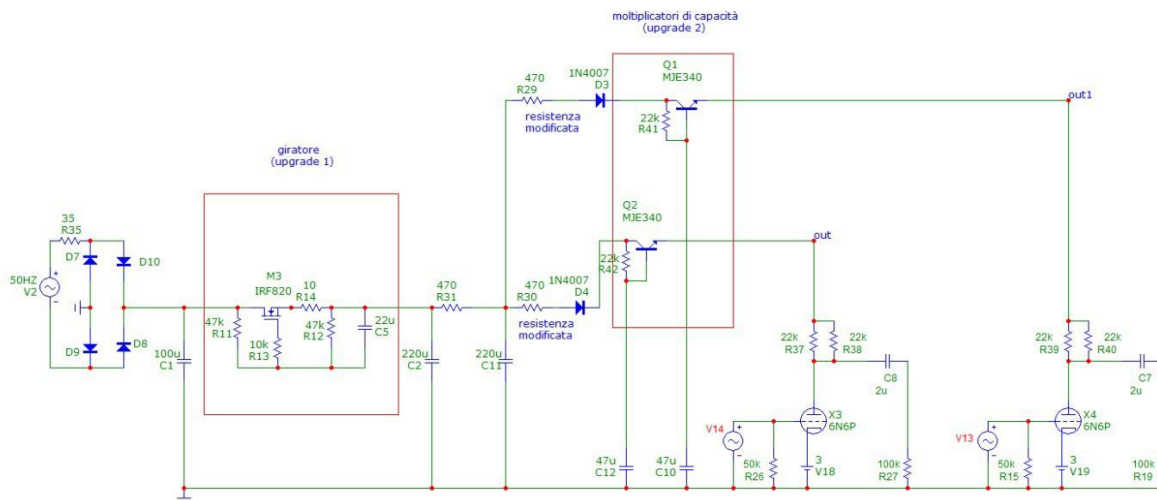 moltiplicatori di capacità
(upgrade 2)
Q1
MJE340
1N4007
D3
470
R29
resistenza
modificata
22k
R41
out1
giratore
(upgrade 1)
Q2
MJE340
out
22k
R42
35
R35
D7
D10
50HZ
V2
D9
D8
M3
IRF820
10
R14
47k
R11
10k
R13
47k
R12
22u
C5
100u
C1
470
R31
470
R30
1N4007
D4
resistenza
modificata
220u
C2
220u
C11
22k
R37
22k
R38
22k
R39
22k
R40
C8
2u
C7
2u
X3
6N6P
X4
6N6P
V14
V13
47u
C12
47u
C10
50k
R26
3
V18
100k
R27
50k
R15
3
V19
100k
R19